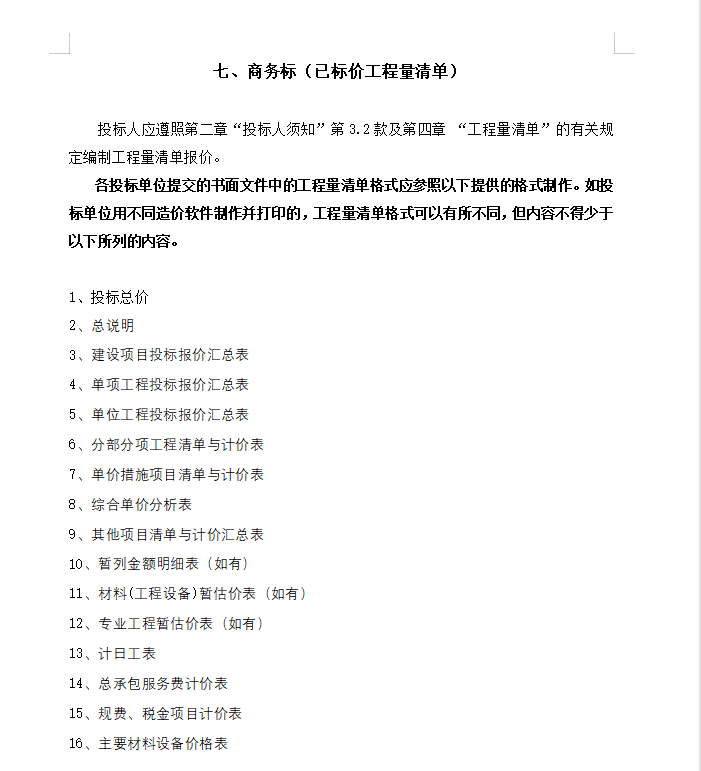 七、商务标（已标价工程量清单）
投标人应遵照第二章“投标人须知”第 3.2 款及第四章 “工程量清单”的有关规
定编制工程量清单报价。
各投标单位提交的书面文件中的工程量清单格式应参照以下提供的格式制作。如投
标单位用不同造价软件制作并打印的，工程量清单格式可以有所不同，但内容不得少于
以下所列的内容。
1、投标总价
2、总说明
3、建设项目投标报价汇总表
4、单项工程投标报价汇总表
5、单位工程投标报价汇总表
6、分部分项工程清单与计价表
7、单价措施项目清单与计价表
8、综合单价分析表
9、其他项目清单与计价汇总表
10、暂列金额明细表（如有）
11、材料(工程设备)暂估价表（如有）
12、专业工程暂估价表（如有）
13、计日工表
14、总承包服务费计价表
15、规费、税金项目计价表
16、主要材料设备价格表